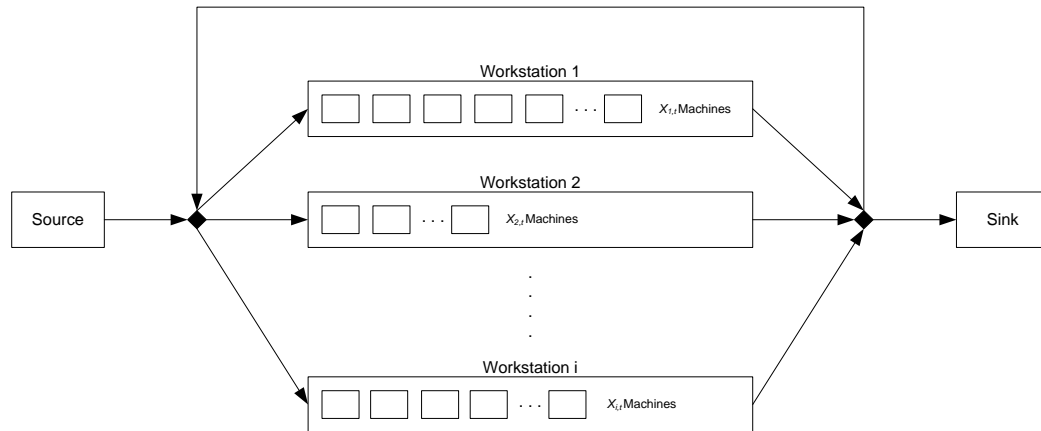 Workstation 1
. . . X1,t Machines
Workstation 2
Source
. . . X2,t Machines
Sink
.
.
.
.
Workstation i
. . . Xi,t Machines